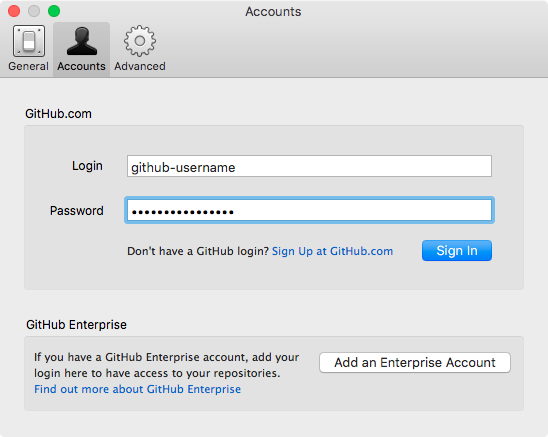 Accounts
General Accounts Advanced
GitHub.com
Login github-username
Password ••••••••••••••••
Don't have a GitHub login? Sign Up at GitHub.com Sign In
GitHub Enterprise
If you have a GitHub Enterprise account, add your
login here to have access to your repositories.
Find out more about GitHub Enterprise
Add an Enterprise Account